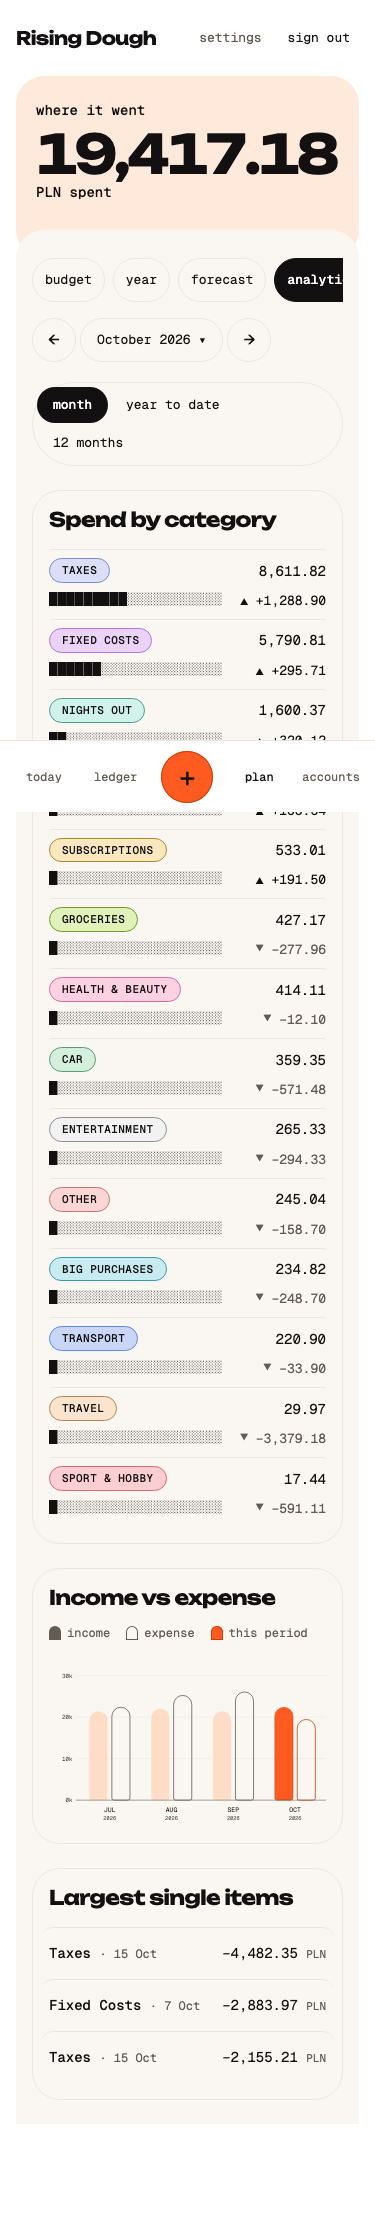 Rising Dough settings sign out
where it went
19,417.18
PLN spent
budget year forecast
← October 2026 ▾ →
month year to date
12 months
Spend by category
TAXES 8,611.82
▲ +1,288.90
FIXED COSTS 5,790.81
▲ +295.71
NIGHTS OUT 1,600.37
today ledger + plan accounts
SUBSCRIPTIONS 533.01
▲ +191.50
GROCERIES 427.17
▼ −277.96
HEALTH & BEAUTY 414.11
▼ −12.10
CAR 359.35
▼ −571.48
ENTERTAINMENT 265.33
▼ −294.33
OTHER 245.04
▼ −158.70
BIG PURCHASES 234.82
▼ −248.70
TRANSPORT 220.90
▼ −33.90
TRAVEL 29.97
▼ −3,379.18
SPORT & HOBBY 17.44
▼ −591.11
Income vs expense
income expense this period
30k
20k
10k
0k
JUL AUG SEP OCT
2026 2026 2026 2026
Largest single items
Taxes · 15 Oct −4,482.35 PLN
Fixed Costs · 7 Oct −2,883.97 PLN
Taxes · 15 Oct −2,155.21 PLN